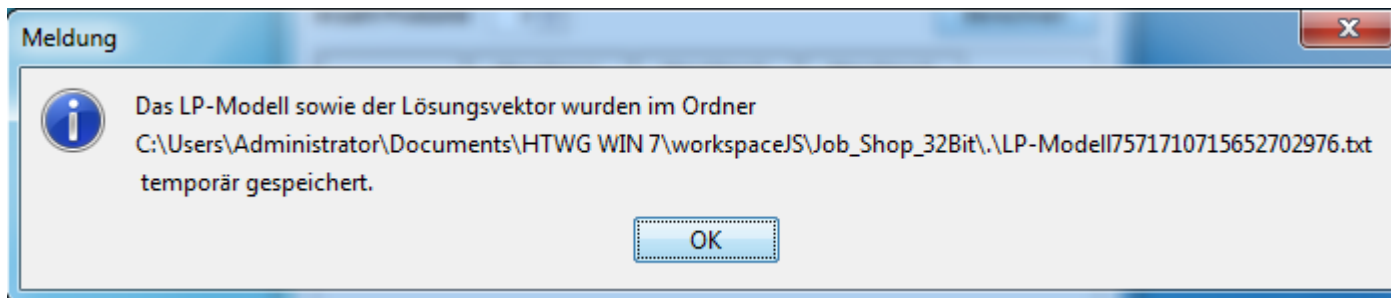 Meldung
Das LP-Modell sowie der Lösungsvektor wurden im Ordner
C:\Users\Administrator\Documents\HTWG WIN 7\workspaceJS\Job_Shop_32Bit\.\LP-Modell7571710715652702976.txt
temporär gespeichert.
OK